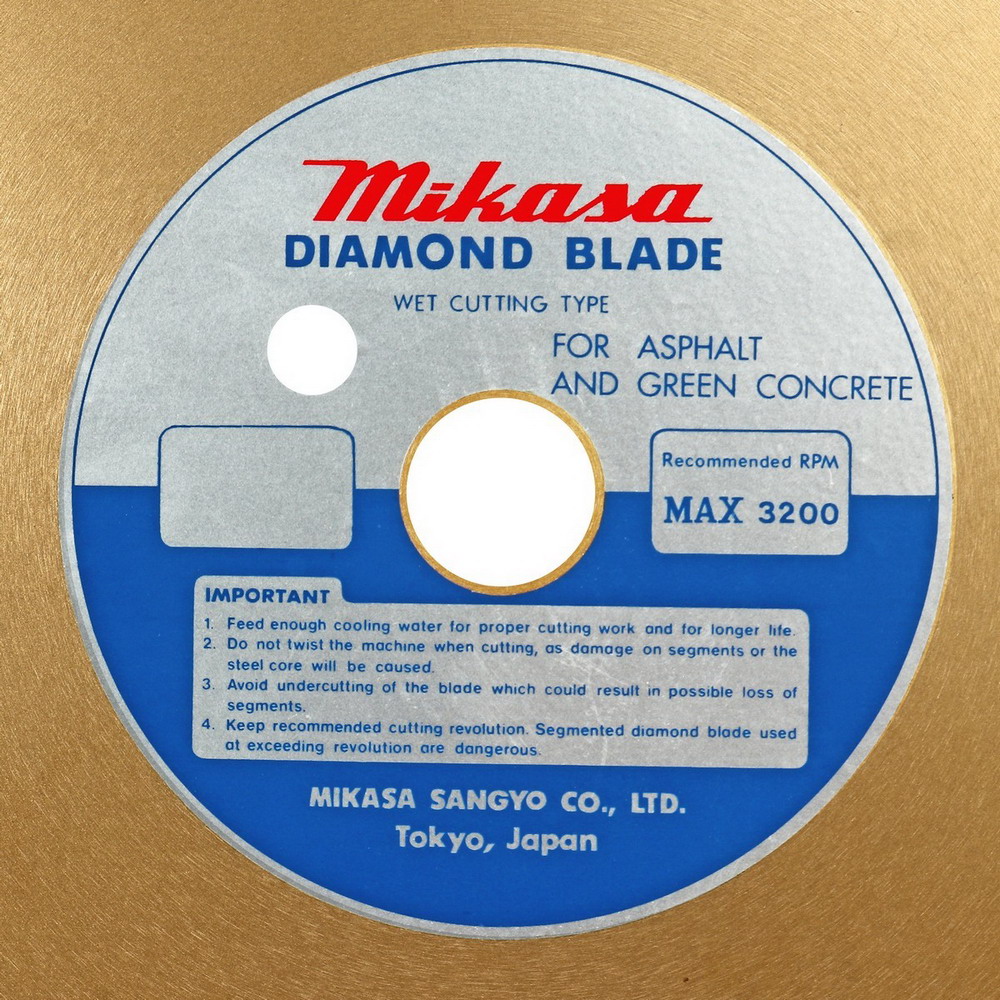 Mikasa
DIAMOND BLADE
WET CUTTING TYPE
FOR ASPHALT
AND GREEN CONCRETE
Recommended RPM
MAX 3200
IMPORTANT
1. Feed enough cooling water for proper cutting work and for longer life.
2. Do not twist the machine when cutting, as damage on segments or the
steel core will be caused.
3. Avoid undercutting of the blade which could result in possible loss of
segments.
4. Keep recommended cutting revolution. Segmented diamond blade used
at exceeding revolution are dangerous.
MIKASA SANGYO CO., LTD.
Tokyo, Japan